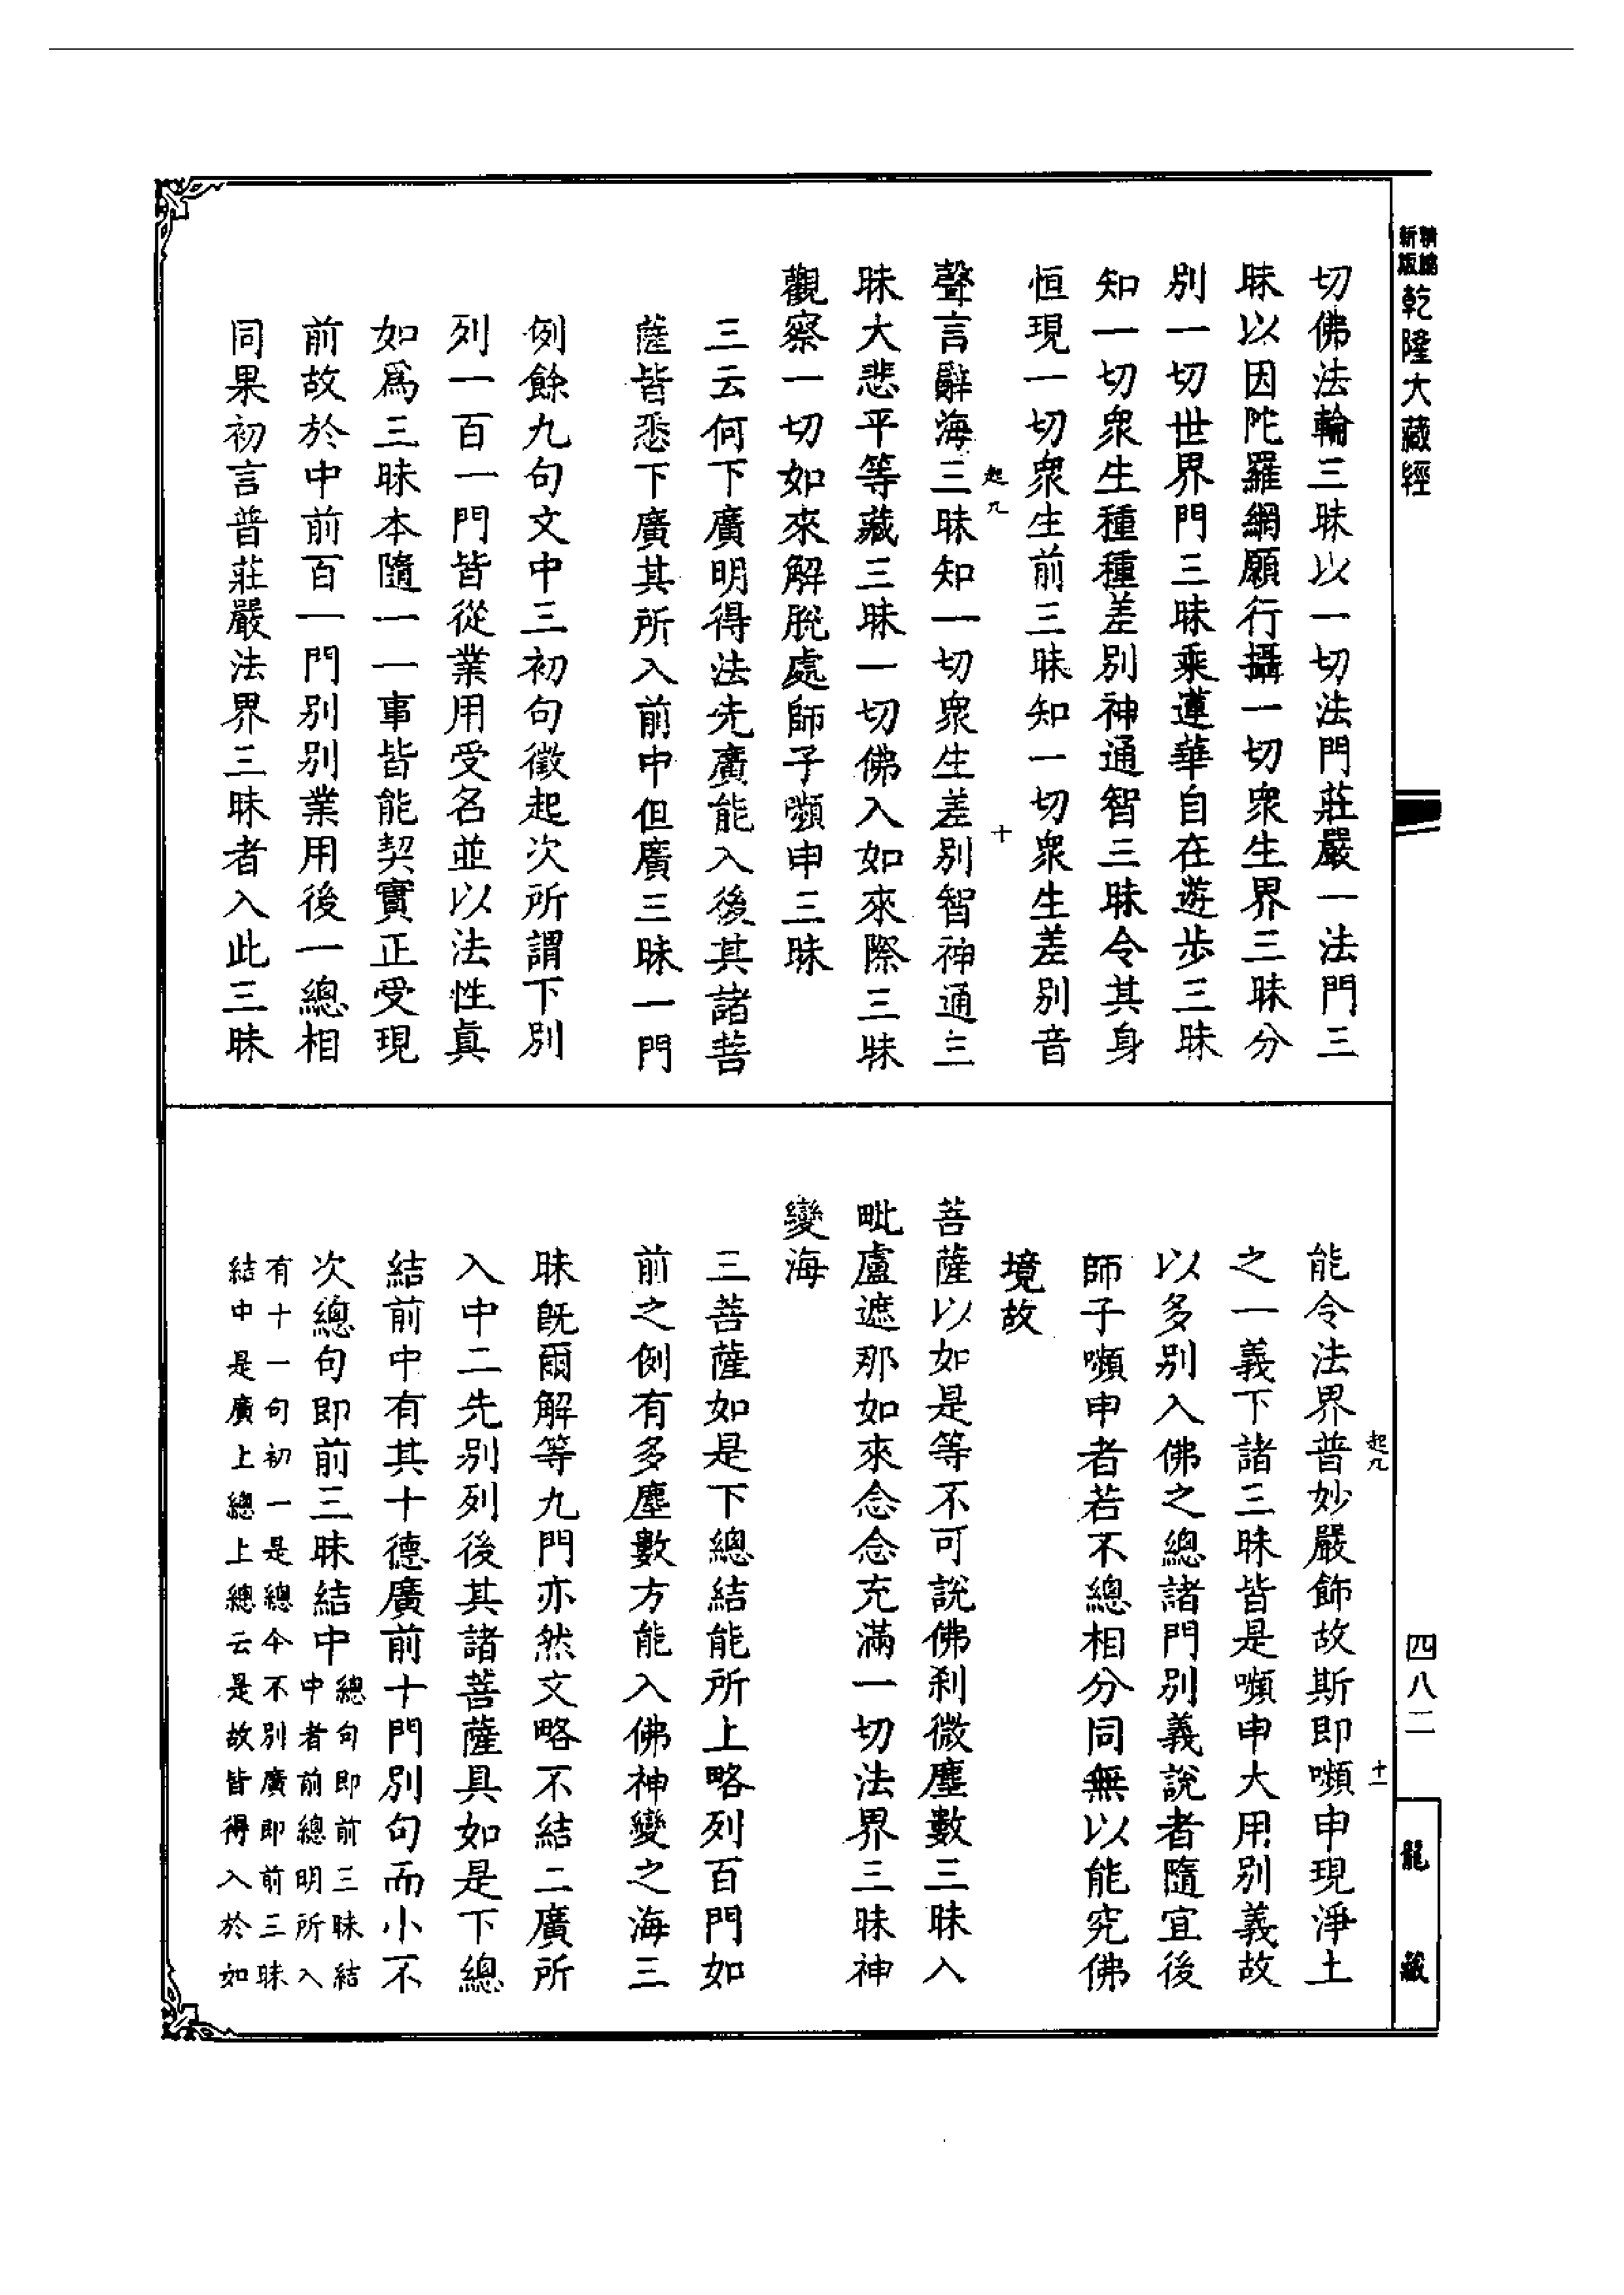 精編
新版
乾隆大藏經
切佛法輪三昧以一切法門莊嚴一法門三
昧以因陀羅網願行攝一切衆生界三昧分
別一切世界門三昧乘蓮華自在遊步三昧
知一切衆生種種差別神通智三昧令其身
恒現一切衆生前三昧知一切衆生差別音
起九
十
聲言辭海三昧知一切衆生差別智神通三
昧大悲平等藏三昧一切佛入如來際三昧
觀察一切如來解脫處師子嚬申三昧
三云何下廣明得法先廣能入後其諸菩
薩皆悉下廣其所入前中但廣三昧一門
例餘九句文中三初句徵起次所謂下別
列一百一門皆從業用受名並以法性眞
如爲三昧本隨一一事皆能契實正受現
前故於中前百一門別別業用後一總相
同果初言普莊嚴法界三昧者入此三昧
起九
十一
能令法界普妙嚴飾故斯即嚬申現淨土
之一義下諸三昧皆是嚬申大用別義故
以多別入佛之總諸門別義說者隨宜後
師子嚬申者若不總相分同無以能究佛
境故
菩薩以如是等不可說佛刹微塵數三昧入
毗盧遮那如來念念充滿一切法界三昧神
變海
三菩薩如是下總結能所上略列百門如
前之例有多塵數方能入佛神變之海三
昧旣爾解等九門亦然文略不結二廣所
入中二先別列後其諸菩薩具如是下總
結前中有其十德廣前十門別句而小不
次總句即前三昧結中總句即前三昧結
中者前總明所入
有十一句初一是總今不別廣即前三昧
結中是廣上總上總云是故皆得入於如
四八二
龍藏